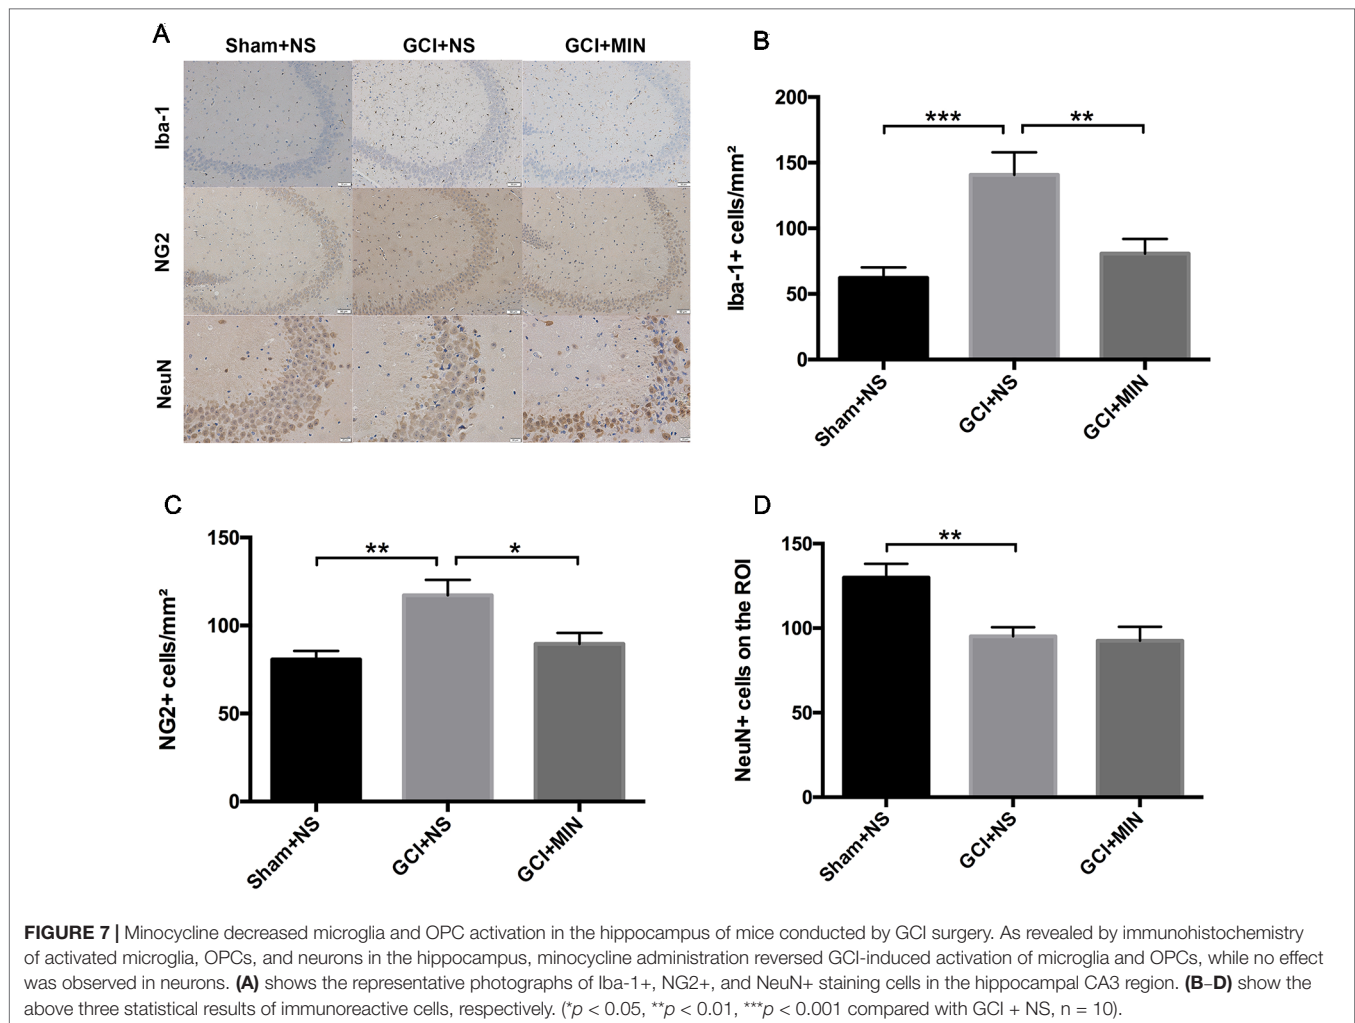 A
Sham+NS GCI+NS GCI+MIN
Iba-1
NG2
NeuN
B
Iba-1+ cells/mm²
200
150
100
50
0
*** **
Sham+NS GCI+NS GCI+MIN
C
NG2+ cells/mm²
150
100
50
0
** *
Sham+NS GCI+NS GCI+MIN
D
NeuN+ cells on the ROI
150
100
50
0
**
Sham+NS GCI+NS GCI+MIN
FIGURE 7 | Minocycline decreased microglia and OPC activation in the hippocampus of mice conducted by GCI surgery. As revealed by immunohistochemistry
of activated microglia, OPCs, and neurons in the hippocampus, minocycline administration reversed GCI-induced activation of microglia and OPCs, while no effect
was observed in neurons. (A) shows the representative photographs of Iba-1+, NG2+, and NeuN+ staining cells in the hippocampal CA3 region. (B–D) show the
above three statistical results of immunoreactive cells, respectively. (*p < 0.05, **p < 0.01, ***p < 0.001 compared with GCI + NS, n = 10).